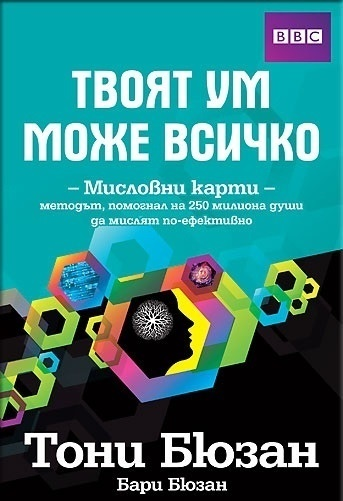 BBC
ТВОЯТ УМ
МОЖЕ ВСИЧКО
– Мисловни карти –
методът, помогнал на 250 милиона души
да мислят по-ефективно
Тони Бюзан
Бари Бюзан